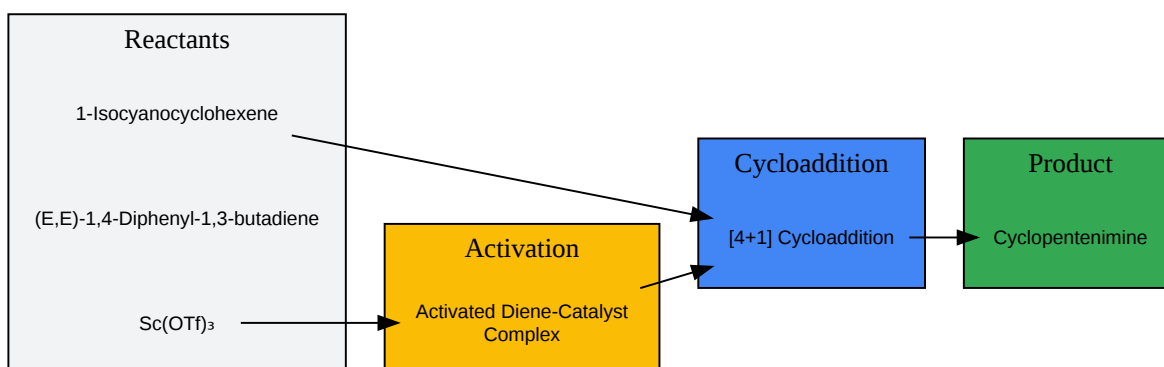 Reactants
1-Isocyanocyclohexene
(E,E)-1,4-Diphenyl-1,3-butadiene
Sc(OTf)₃
Activation
Activated Diene-Catalyst
Complex
Cycloaddition
[4+1] Cycloaddition
Product
Cyclopentenimine